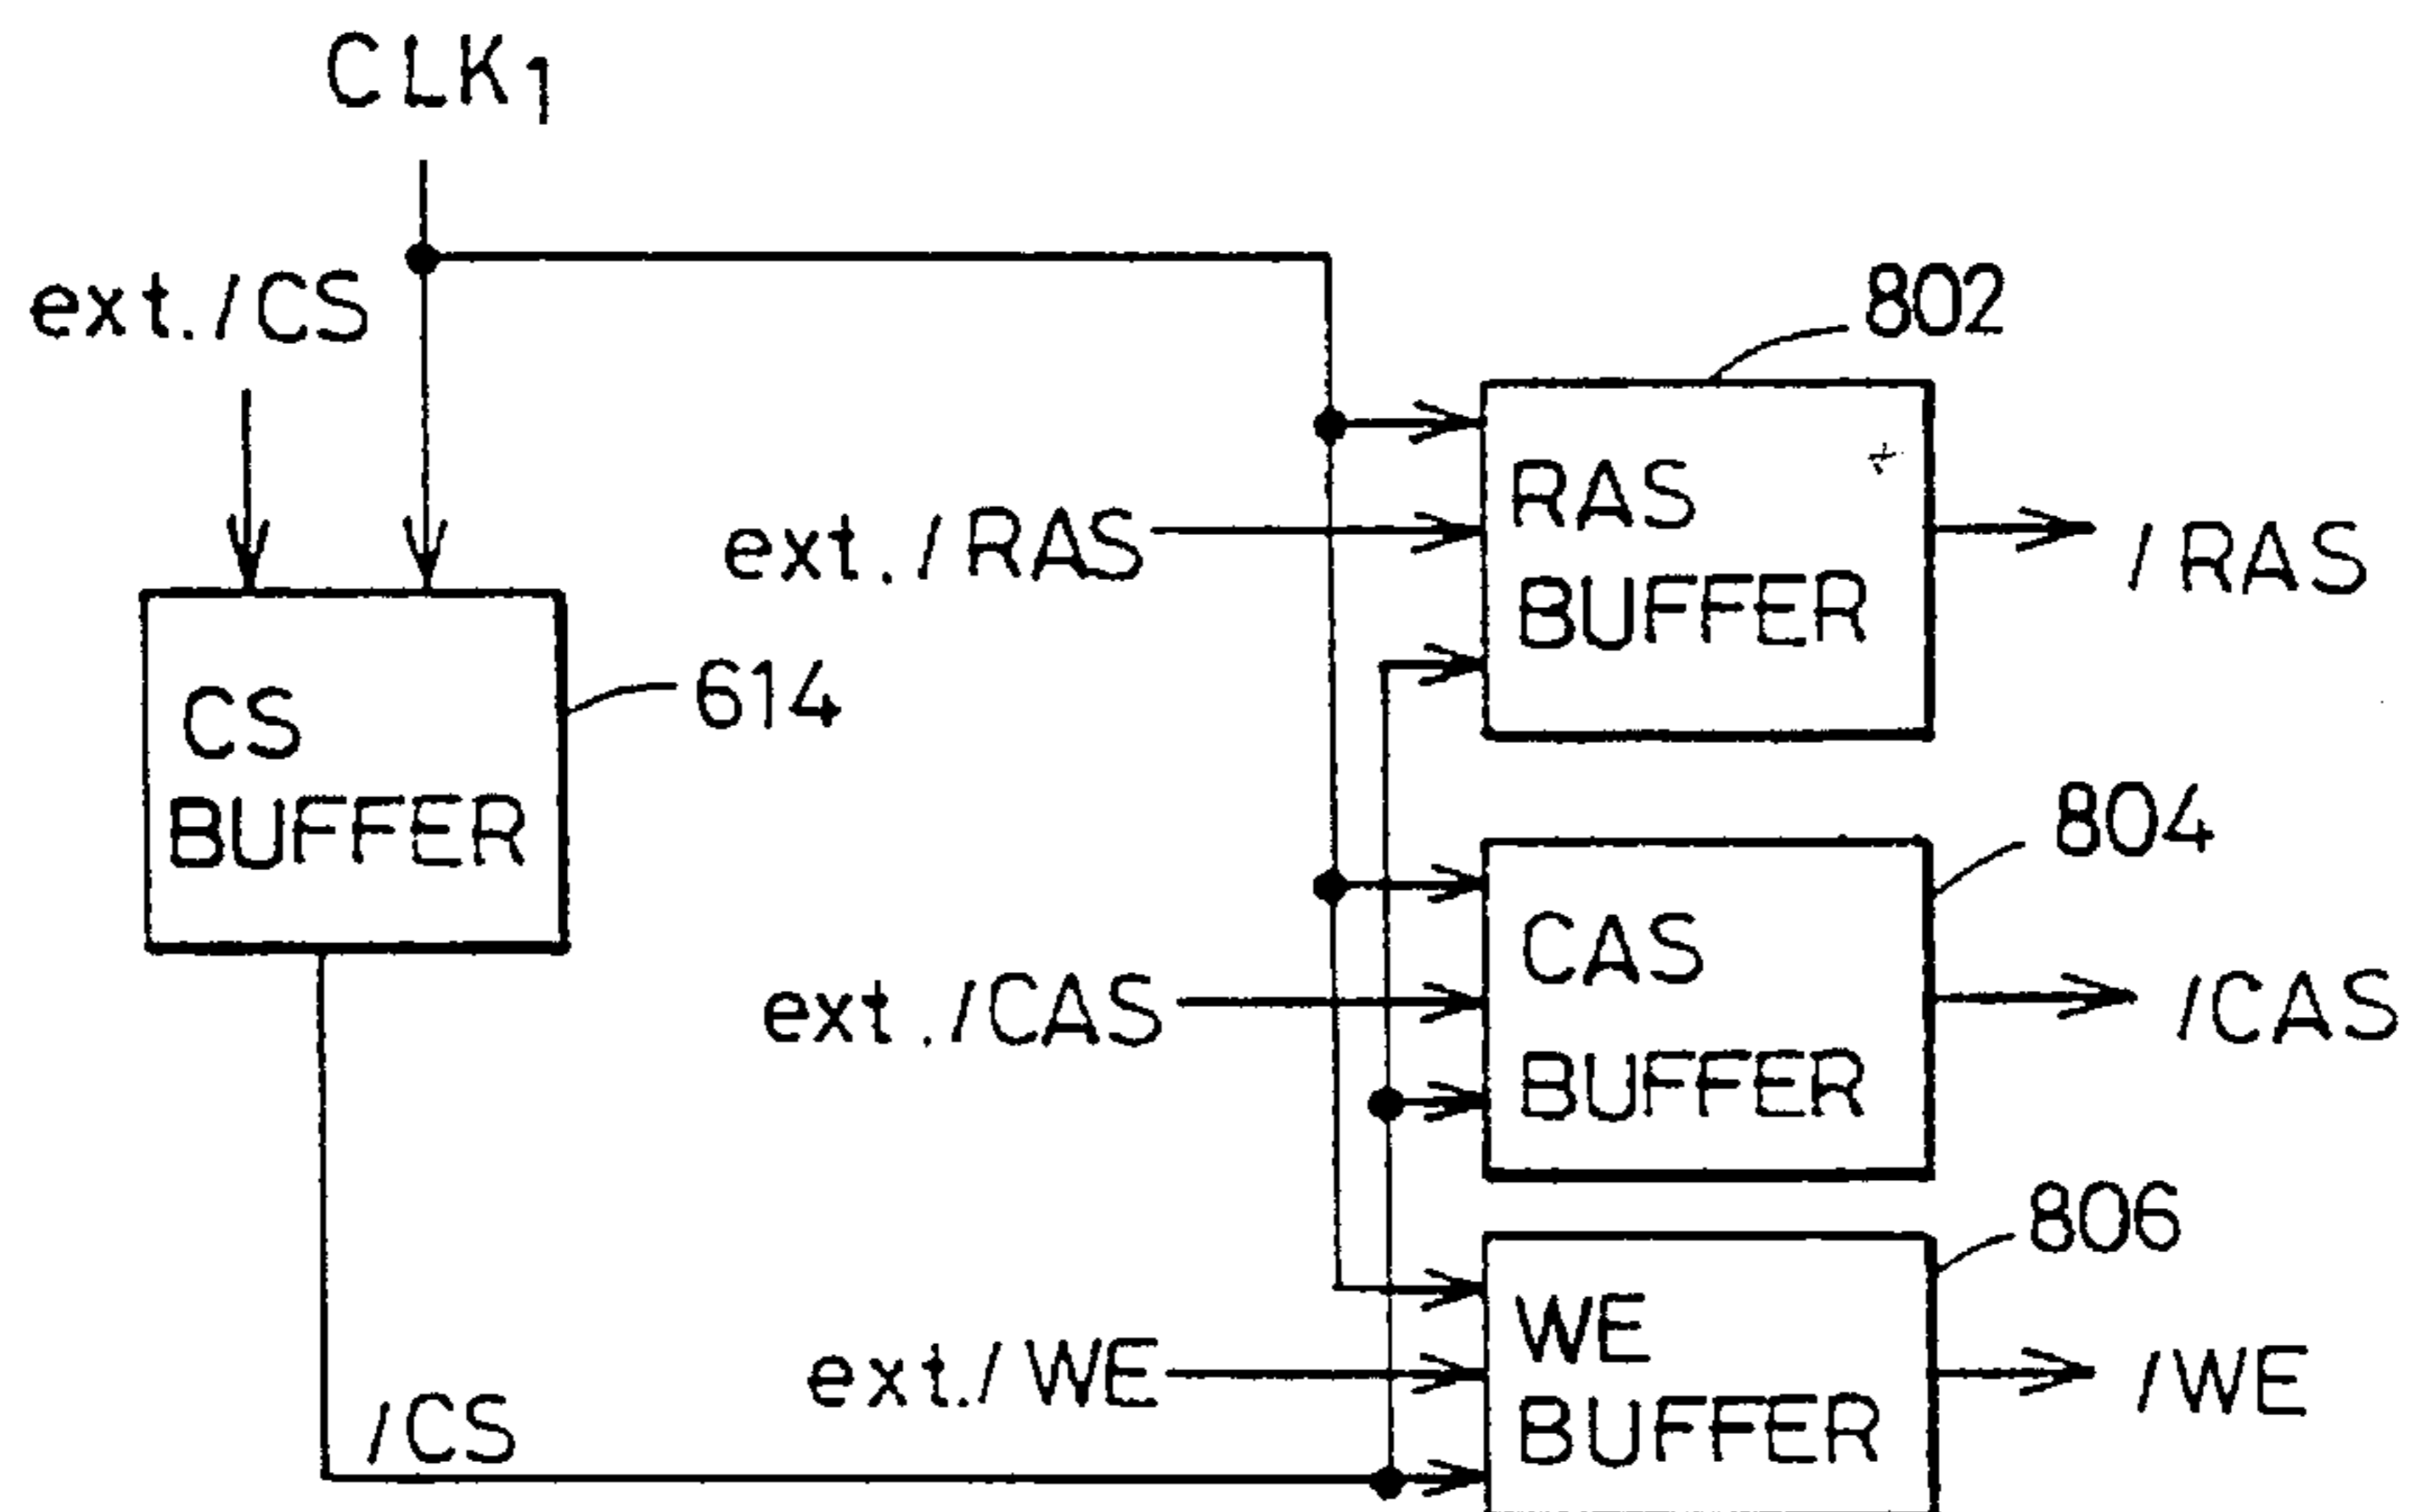 CLK1
ext./CS
802
ext./RAS
RAS
BUFFER
/RAS
614
CS
BUFFER
804
ext./CAS
CAS
BUFFER
/CAS
806
ext./WE
WE
BUFFER
/WE
/CS